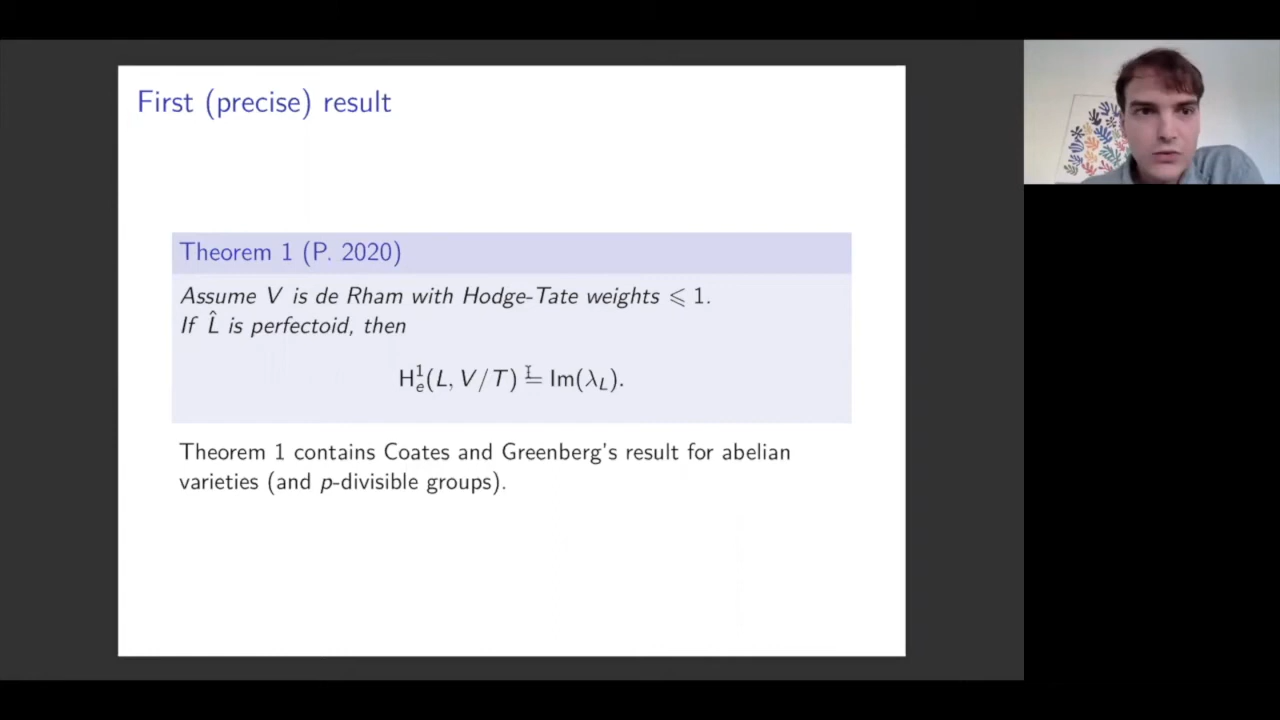 First (precise) result
Theorem 1 (P. 2020)
Assume V is de Rham with Hodge-Tate weights ⩽ 1.
If L̂ is perfectoid, then
H¹ₑ(L, V/T) = Im(λ_L).
Theorem 1 contains Coates and Greenberg's result for abelian
varieties (and p-divisible groups).